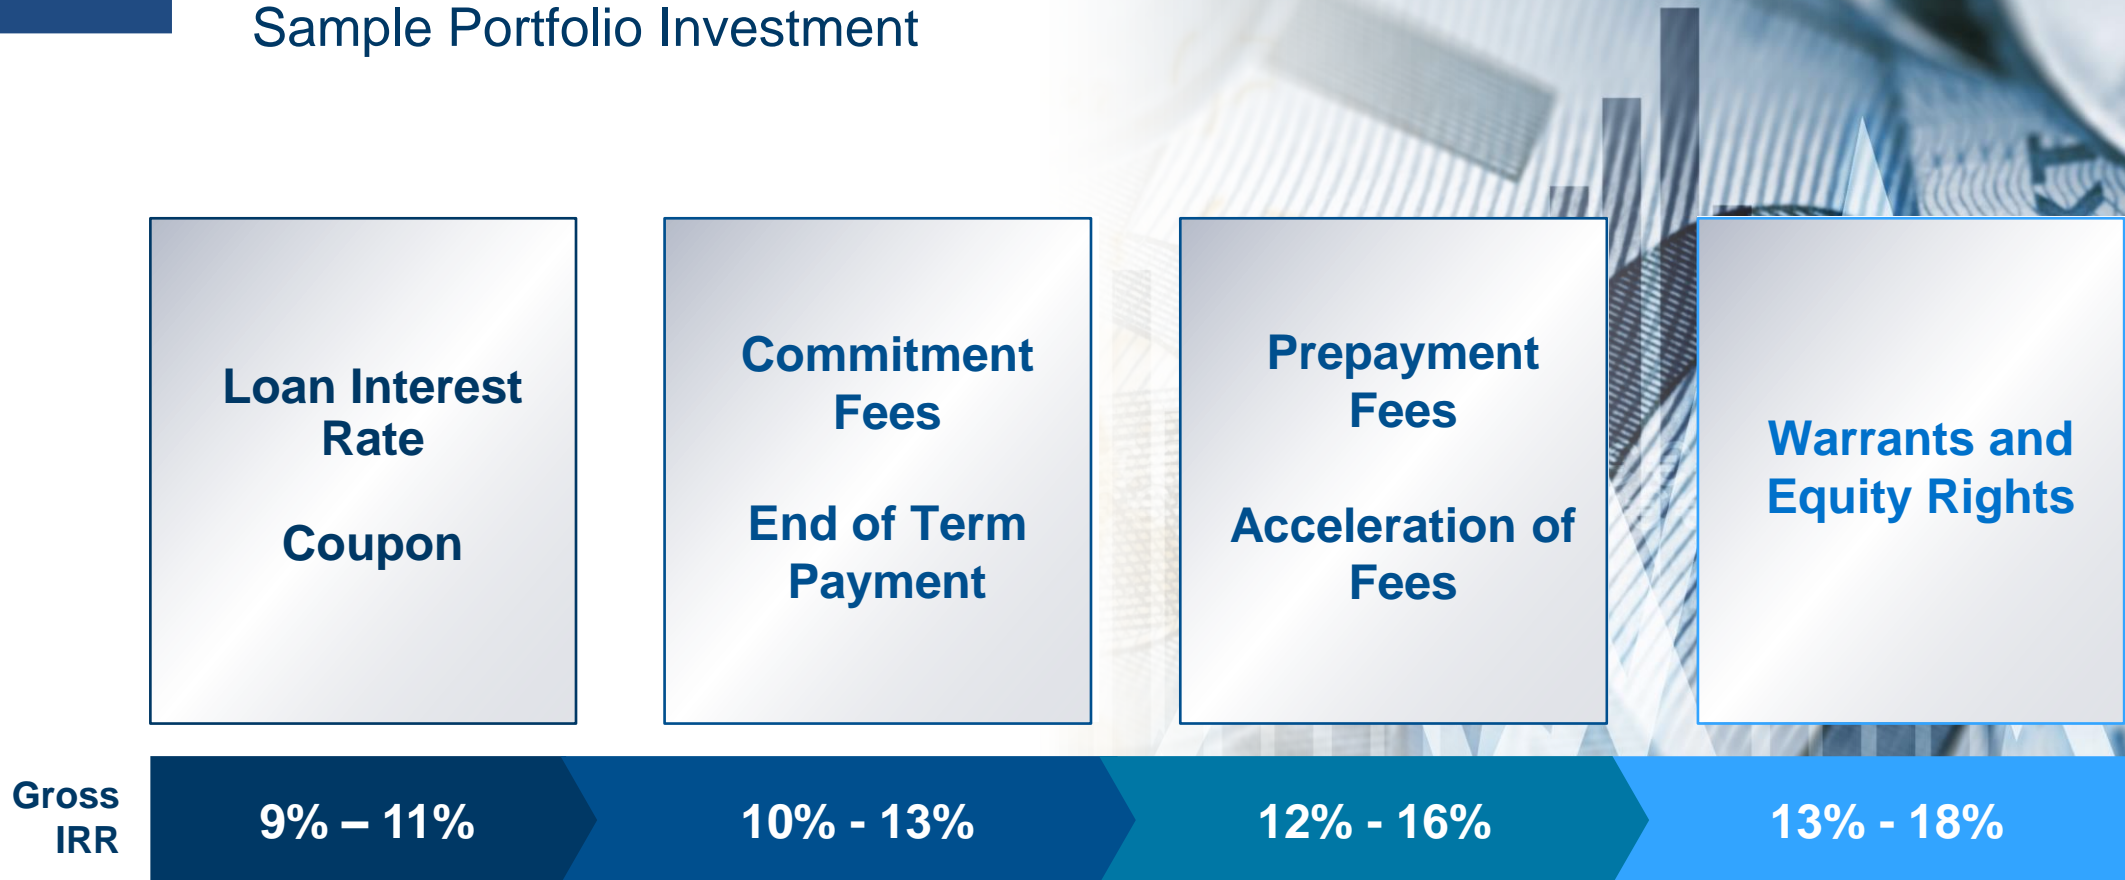 Sample Portfolio Investment
Loan Interest
Rate
Coupon
Commitment
Fees
End of Term
Payment
Prepayment
Fees
Acceleration of
Fees
Warrants and
Equity Rights
Gross
IRR
9% – 11%
10% - 13%
12% - 16%
13% - 18%